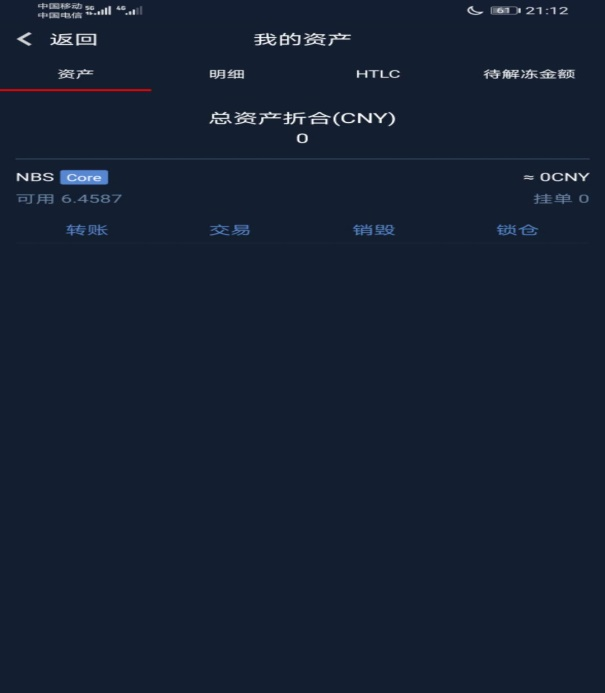 中国移动 5G 4G
中国电信 61 21:12
返回 我的资产
资产 明细 HTLC 待解冻金额
总资产折合(CNY)
0
NBS Core ≈ 0CNY
可用 6.4587 挂单 0
转账 交易 销毁 锁仓